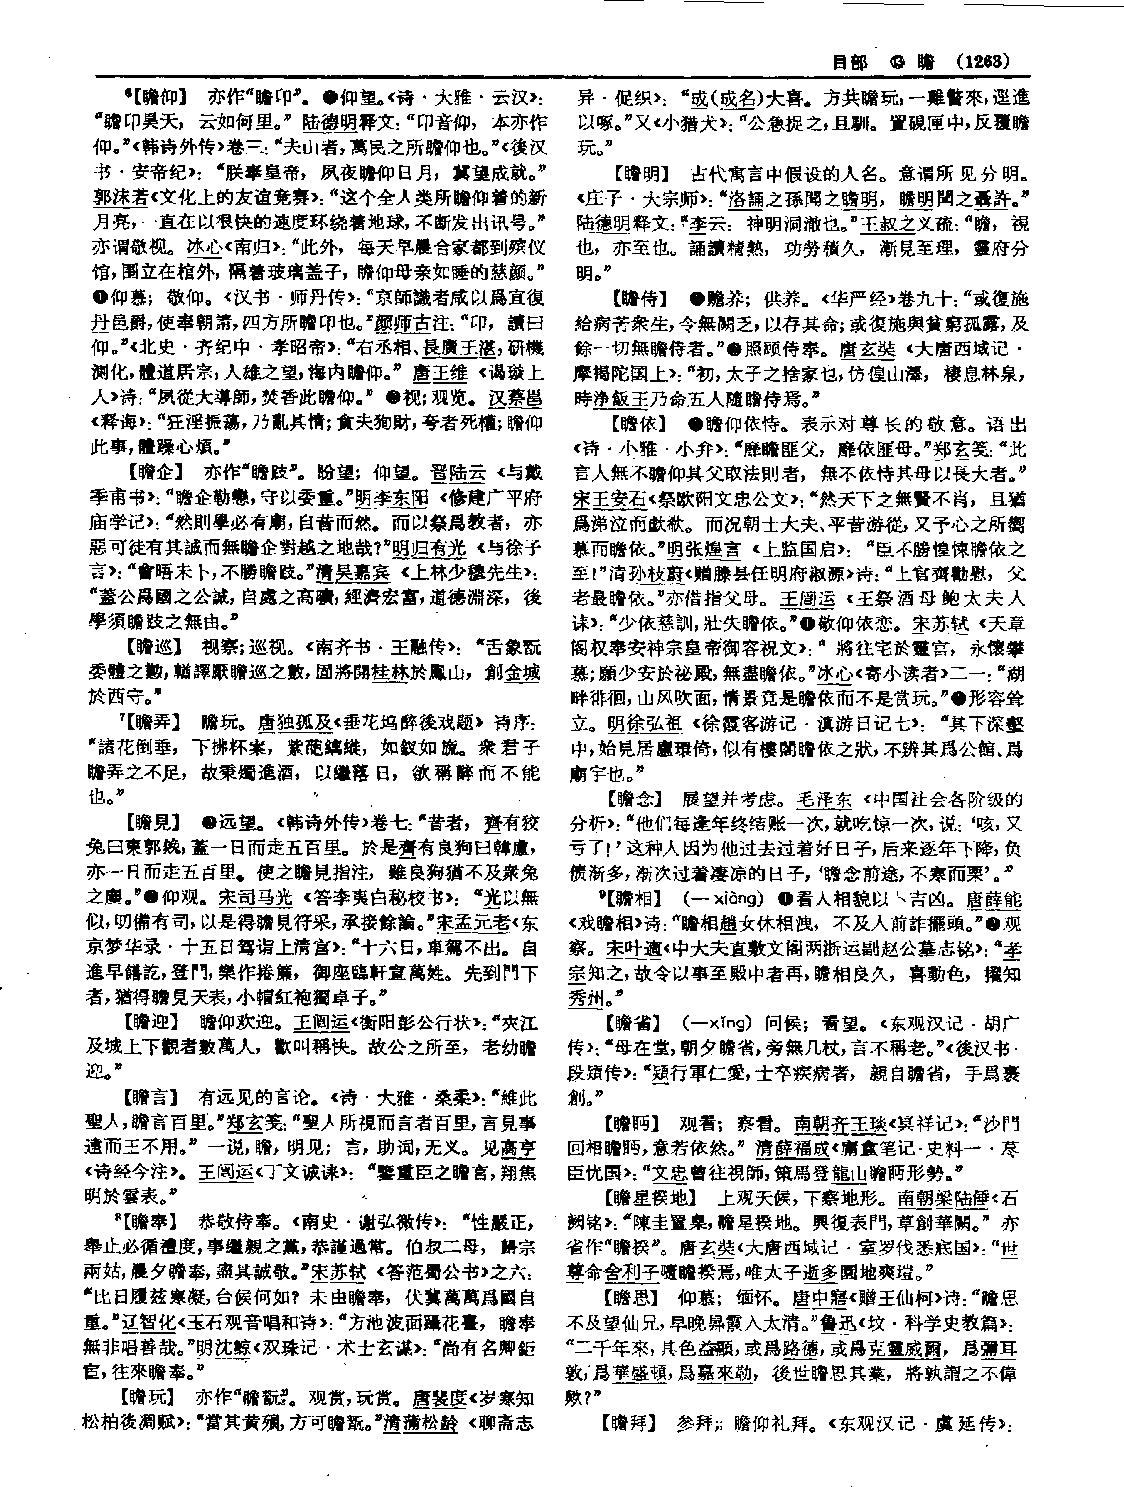 目部 ⑬ 瞻 (1263)
⁶【瞻仰】 亦作“瞻卬”。❶仰望。《诗·大雅·云汉》：
“瞻卬昊天，云如何里。”陆德明释文：“卬音仰，本亦作
仰。”《韩诗外传》卷三：“夫山者，萬民之所瞻仰也。”《後汉
书·安帝纪》：“朕奉皇帝，夙夜瞻仰日月，冀望成就。”
郭沫若《文化上的友谊竞赛》：“这个全人类所瞻仰着的新
月亮，一直在以很快的速度环绕着地球，不断发出讯号。”
亦谓敬视。冰心《南归》：“此外，每天早晨合家都到殡仪
馆，围立在棺外，隔着玻璃盖子，瞻仰母亲如睡的慈颜。”
❷仰慕；敬仰。《汉书·师丹传》：“京師識者咸以爲宜復
丹邑爵，使奉朝請，四方所瞻卬也。”颜师古注：“卬，讀曰
仰。”《北史·齐纪中·孝昭帝》：“右丞相、長廣王湛，研機
測化，體道居宗，人雄之望，海内瞻仰。”唐王维《谒璿上
人》诗：“夙從大導師，焚香此瞻仰。”❸视；观览。汉蔡邕
《释诲》：“狂淫振蕩，乃亂其情；貪夫殉財，夸者死權；瞻仰
此事，體躁心煩。”
【瞻企】 亦作“瞻跂”。盼望；仰望。晋陆云《与戴
季甫书》：“瞻企勒戀，守以委重。”明李东阳《修建广平府
庙学记》：“然則學必有廟，自昔而然。而以祭爲教者，亦
惡可徒有其誠而無瞻企對越之地哉？”明归有光《与徐子
言》：“會晤未卜，不勝瞻跂。”清吴嘉宾《上林少穆先生》：
“蓋公爲國之公誠，自處之高曠，經濟宏富，道德淵深，後
學須瞻跂之無由。”
【瞻巡】 视察；巡视。《南齐书·王融传》：“舌象翫
委體之勤，輶譯厭瞻巡之數，固將開桂林於鳳山，創金城
於西守。”
⁷【瞻弄】 瞻玩。唐独孤及《垂花坞醉後戏题》诗序：
“諸花倒垂，下拂杯案，紫葩縞蕤，如釵如旒。衆君子
瞻弄之不足，故秉燭進酒，以繼落日，欲稱醉而不能
也。”
【瞻見】 ❶远望。《韩诗外传》卷七：“昔者，齊有狡
兔曰東郭㕙，蓋一日而走五百里。於是齊有良狗曰韓盧，
亦一日而走五百里。使之瞻見指注，雖良狗猶不及衆兔
之塵。”❷仰观。宋司马光《答李夷白秘校书》：“光以無
似，叨備有司，以是得瞻見符采，承接餘論。”宋孟元老《东
京梦华录·十五日驾诣上清宫》：“十六日，車駕不出。自
進早饍訖，登門，樂作捲簾，御座臨軒宣萬姓。先到門下
者，猶得瞻見天表，小帽紅袍獨卓子。”
【瞻迎】 瞻仰欢迎。王闿运《衡阳彭公行状》：“夾江
及城上下觀者數萬人，歡叫稱快。故公之所至，老幼瞻
迎。”
【瞻言】 有远见的言论。《诗·大雅·桑柔》：“維此
聖人，瞻言百里。”郑玄笺：“聖人所視而言者百里，言見事
遠而王不用。”一说，瞻，明见；言，助词，无义。见高亨
《诗经今注》。王闿运《丁文诚诔》：“鑒重臣之瞻言，翔焦
明於雲表。”
⁸【瞻奉】 恭敬侍奉。《南史·谢弘微传》：“性嚴正，
舉止必循禮度，事繼親之黨，恭謹過常。伯叔二母，歸宗
兩姑，晨夕瞻奉，盡其誠敬。”宋苏轼《答范蜀公书》之六：
“比日履兹寒凝，台候何如？未由瞻奉，伏冀萬萬爲國自
重。”辽智化《玉石观音唱和诗》：“方池波面躡花臺，瞻奉
無非唱善哉。”明沈鲸《双珠记·术士玄谋》：“尚有名卿鉅
宦，往來瞻奉。”
【瞻玩】 亦作“瞻翫”。观赏，玩赏。唐裴度《岁寒知
松柏後凋赋》：“當其黄殞，方可瞻翫。”清蒲松龄《聊斋志
异·促织》：“成(成名)大喜。方共瞻玩，一雞瞥來，逕進
以啄。”又《小猎犬》：“公急捉之，且馴。置硯匣中，反覆瞻
玩。”
【瞻明】 古代寓言中假设的人名。意谓所见分明。
《庄子·大宗师》：“洛誦之孫聞之瞻明，瞻明聞之聶許。”
陆德明释文：“李云：神明洞澈也。”王叔之义疏：“瞻，視
也，亦至也。誦讀精熟，功勞積久，漸見至理，靈府分
明。”
【瞻侍】 ❶赡养；供养。《华严经》卷九十：“或復施
給病苦衆生，令無闕乏，以存其命；或復施與貧窮孤露，及
餘一切無瞻侍者。”❷照顾侍奉。唐玄奘《大唐西域记·
摩揭陀国上》：“初，太子之捨家也，仿偟山澤，棲息林泉，
時淨飯王乃命五人隨瞻侍焉。”
【瞻依】 ❶瞻仰依恃。表示对尊长的敬意。语出
《诗·小雅·小弁》：“靡瞻匪父，靡依匪母。”郑玄笺：“此
言人無不瞻仰其父取法則者，無不依恃其母以長大者。”
宋王安石《祭欧阳文忠公文》：“然天下之無賢不肖，且猶
爲涕泣而歔欷。而况朝士大夫、平昔游從，又予心之所嚮
慕而瞻依。”明张煌言《上监国启》：“臣不勝惶悚瞻依之
至！”清孙枝蔚《赠滕县任明府淑源》诗：“上官齊勸慰，父
老最瞻依。”亦借指父母。王闿运《王祭酒母鲍太夫人
诔》：“少依慈訓，壯失瞻依。”❷敬仰依恋。宋苏轼《天章
阁权奉安神宗皇帝御容祝文》：“將往宅於靈宫，永懷攀
慕；願少安於祕殿，無盡瞻依。”冰心《寄小读者》二一：“湖
畔徘徊，山风吹面，情景竟是瞻依而不是赏玩。”❸形容耸
立。明徐弘祖《徐霞客游记·滇游日记七》：“其下深壑
中，始見居廬環倚，似有樓閣瞻依之狀，不辨其爲公館、爲
廟宇也。”
【瞻念】 展望并考虑。毛泽东《中国社会各阶级的
分析》：“他们每逢年终结账一次，就吃惊一次，说：‘咳，又
亏了！’这种人因为他过去过着好日子，后来逐年下降，负
债渐多，渐次过着凄凉的日子，‘瞻念前途，不寒而栗’。”
⁹【瞻相】 (—xiàng) ❶看人相貌以卜吉凶。唐薛能
《戏瞻相》诗：“瞻相趙女休相拽，不及人前詐擺頭。”❷观
察。宋叶適《中大夫直敷文阁两浙运副赵公墓志铭》：“孝
宗知之，故令以事至殿中者再，瞻相良久，喜動色，擢知
秀州。”
【瞻省】 (—xǐng) 问候；看望。《东观汉记·胡广
传》：“母在堂，朝夕瞻省，旁無几杖，言不稱老。”《後汉书·
段熲传》：“熲行軍仁愛，士卒疾病者，親自瞻省，手爲裹
創。”
【瞻眄】 观看；察看。南朝齐王琰《冥祥记》：“沙門
回相瞻眄，意若依然。”清薛福成《庸盦笔记·史料一·荩
臣忧国》：“文忠曾往視師，策馬登龍山瞻眄形勢。”
【瞻星揆地】 上观天候，下察地形。南朝梁陆倕《石
阙铭》：“陳圭置臬，瞻星揆地。興復表門，草創華闕。”亦
省作“瞻揆”。唐玄奘《大唐西域记·室罗伐悉底国》：“世
尊命舍利子隨瞻揆焉，唯太子逝多園地爽塏。”
【瞻思】 仰慕；缅怀。唐中寤《赠王仙柯》诗：“瞻思
不及望仙兄，早晚昇霞入太清。”鲁迅《坟·科学史教篇》：
“二千年來，其色益顯，或爲路德，或爲克靈威爾，爲彌耳
敦，爲華盛頓，爲嘉來勒，後世瞻思其業，將孰謂之不偉
歟？”
【瞻拜】 参拜；瞻仰礼拜。《东观汉记·虞延传》：